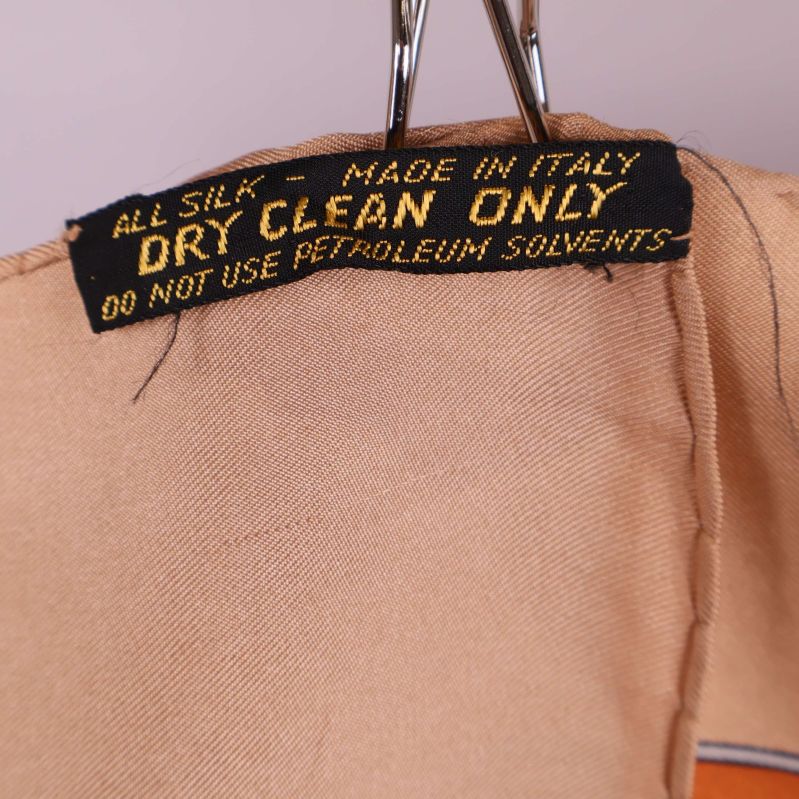 ALL SILK - MADE IN ITALY
DRY CLEAN ONLY
DO NOT USE PETROLEUM SOLVENTS